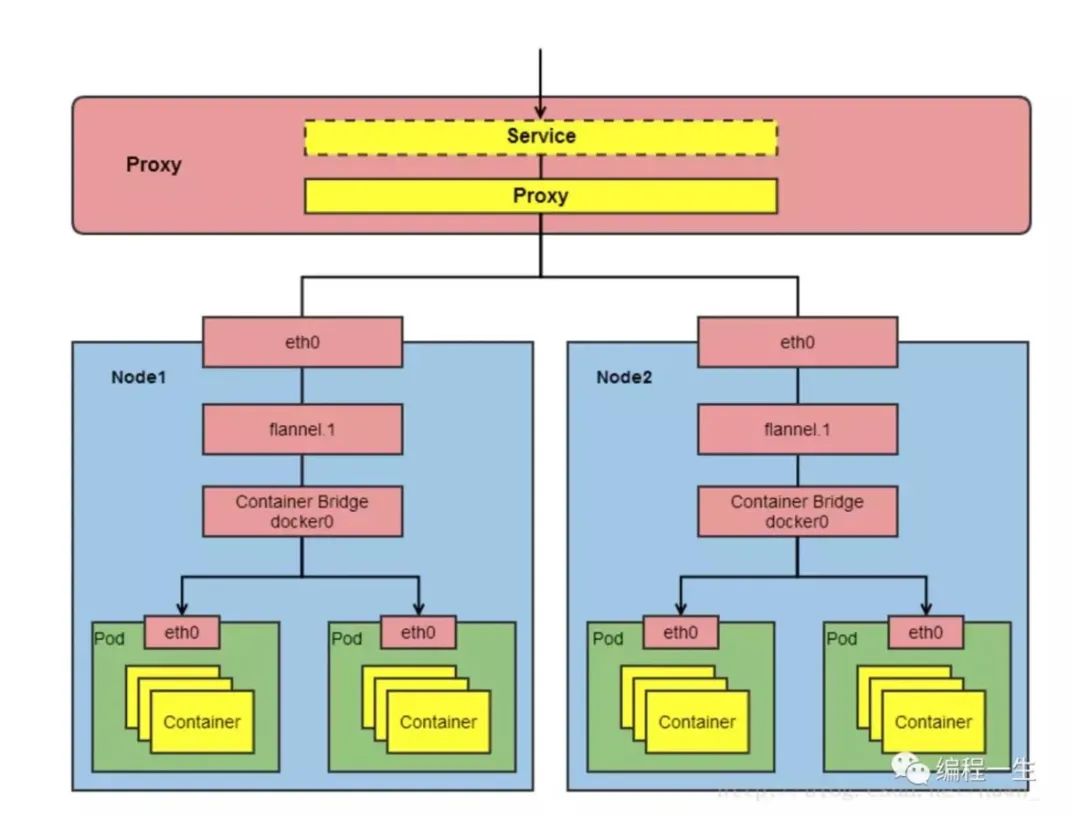 Service
Proxy
Proxy
eth0
eth0
Node1
Node2
flannel.1
flannel.1
Container Bridge
docker0
Container Bridge
docker0
Pod
eth0
Pod
eth0
Pod
eth0
Pod
eth0
Container
Container
Container
Container
编程一生